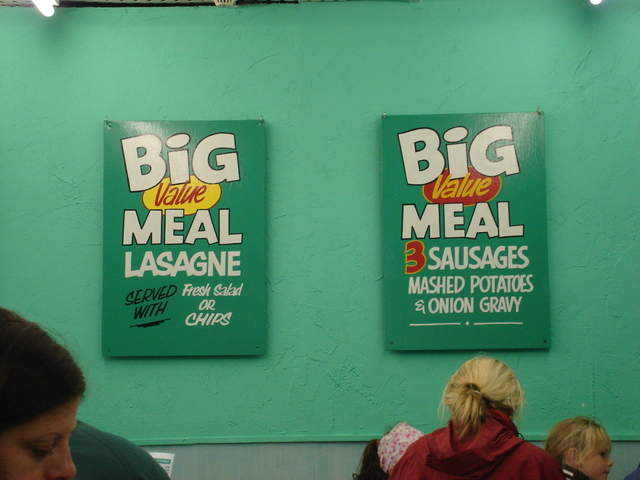 BiG
Value
MEAL
LASAGNE
SERVED
WITH
Fresh Salad
OR
CHIPS
BiG
Value
MEAL
3 SAUSAGES
MASHED POTATOES
& ONION GRAVY